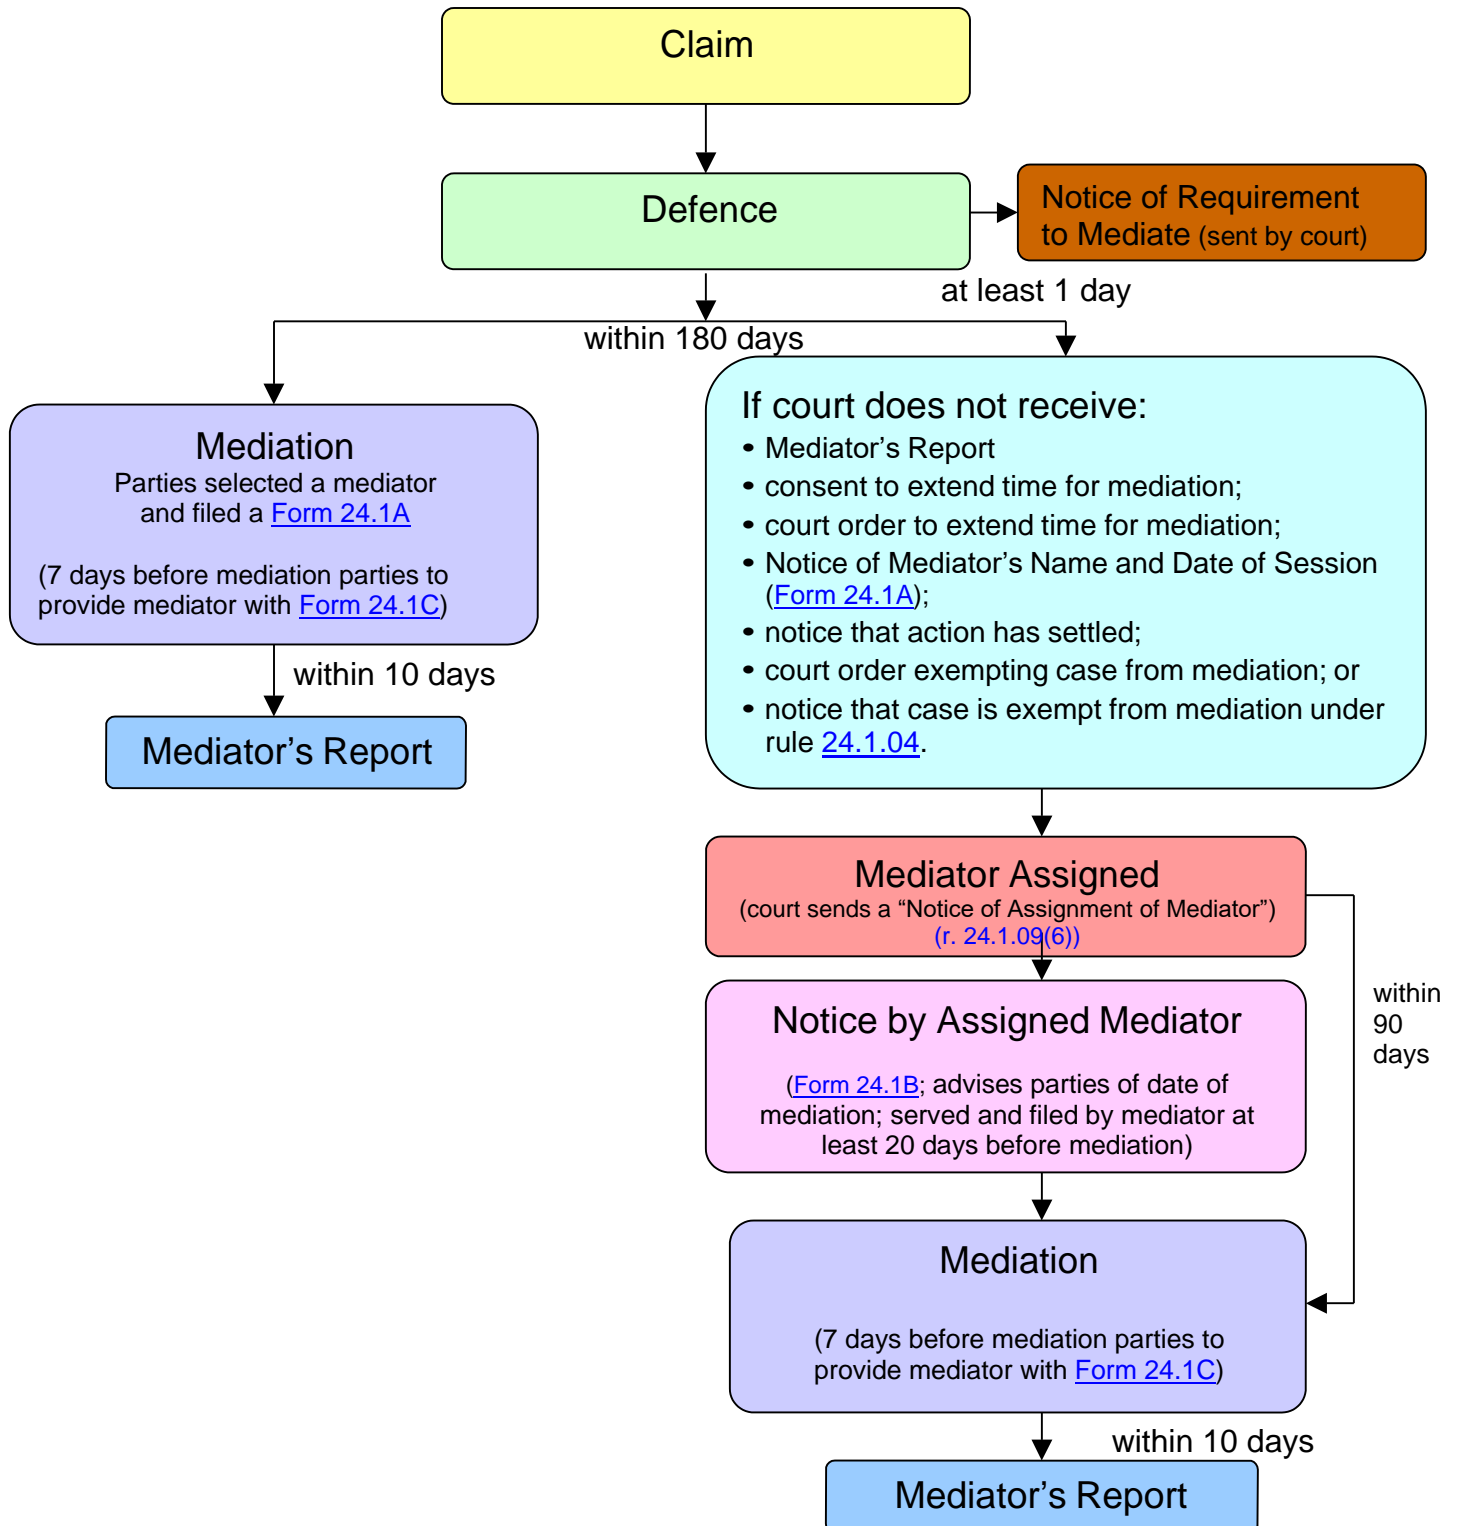 Claim
Defence
Notice of Requirement
to Mediate (sent by court)
at least 1 day
within 180 days
Mediation
Parties selected a mediator
and filed a Form 24.1A
(7 days before mediation parties to
provide mediator with Form 24.1C)
within 10 days
Mediator’s Report
If court does not receive:
• Mediator’s Report
• consent to extend time for mediation;
• court order to extend time for mediation;
• Notice of Mediator’s Name and Date of Session
(Form 24.1A);
• notice that action has settled;
• court order exempting case from mediation; or
• notice that case is exempt from mediation under
rule 24.1.04.
Mediator Assigned
(court sends a “Notice of Assignment of Mediator”)
(r. 24.1.09(6))
within
90
days
Notice by Assigned Mediator
(Form 24.1B; advises parties of date of
mediation; served and filed by mediator at
least 20 days before mediation)
Mediation
(7 days before mediation parties to
provide mediator with Form 24.1C)
within 10 days
Mediator’s Report